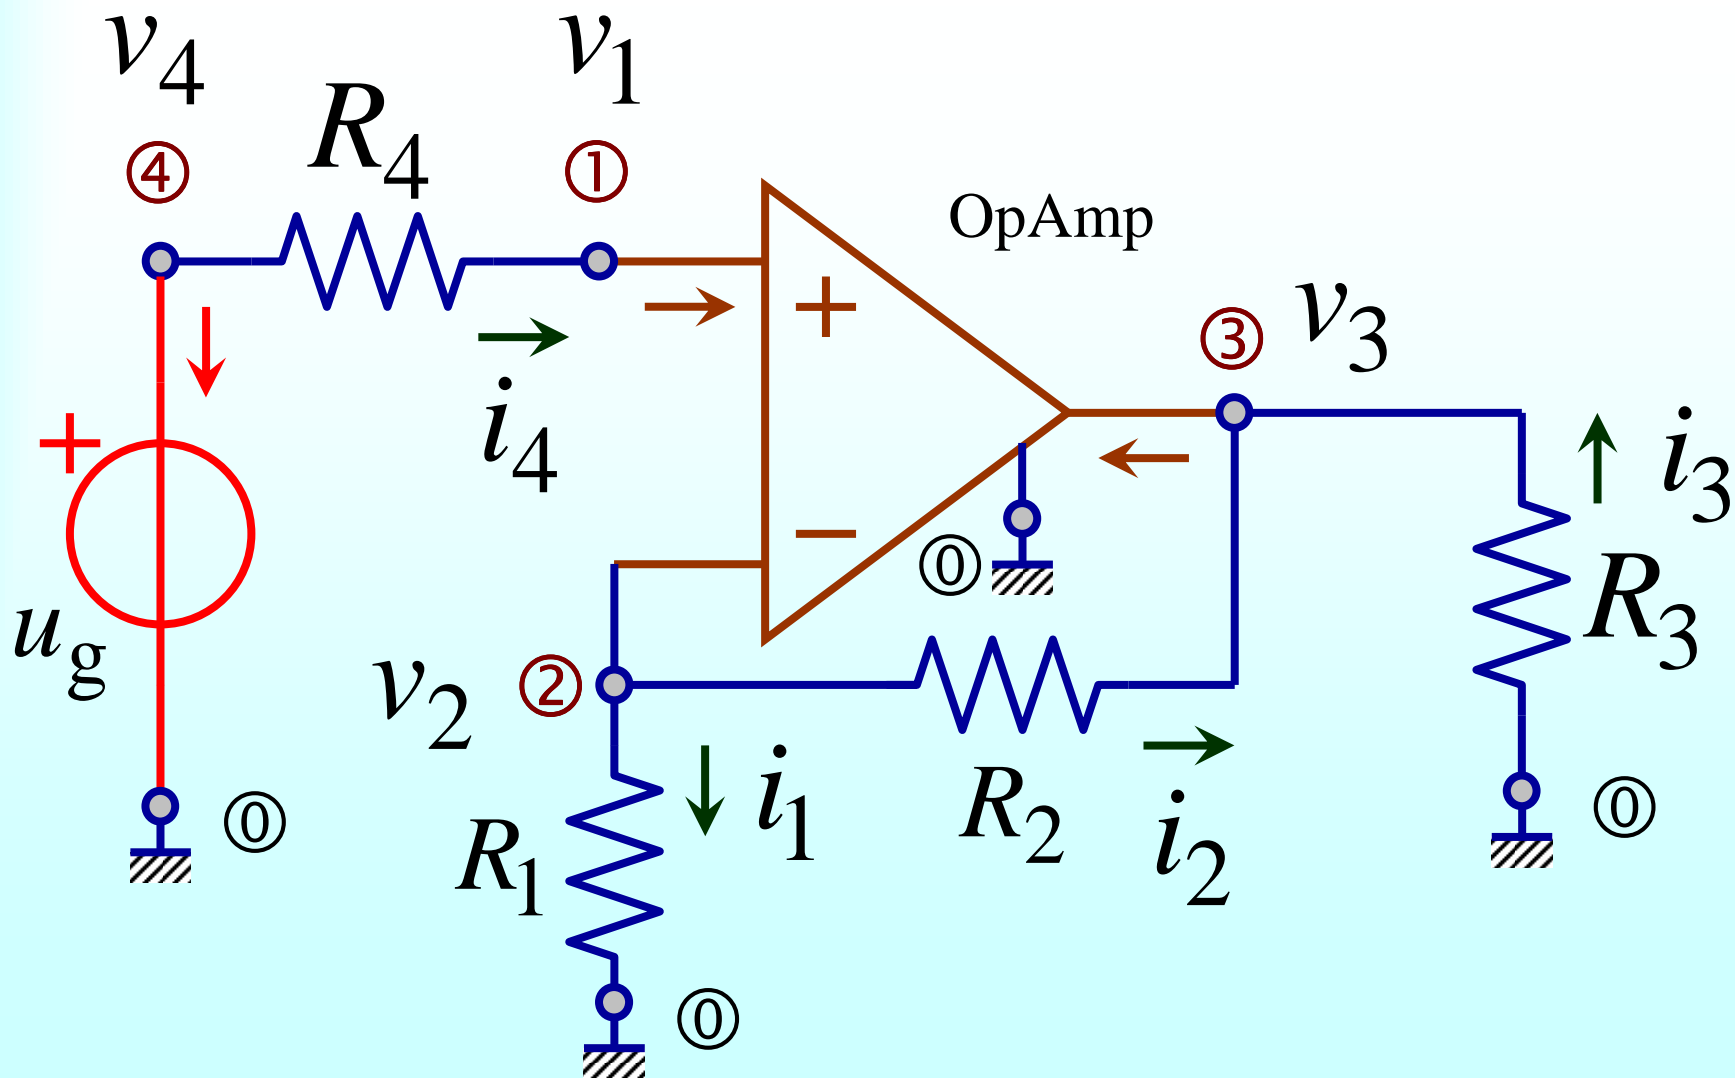 v4
v1
R4
④
①
OpAmp
+
③
v3
i4
i3
+
−
⓪
R3
ug
v2
②
i1
R2
i2
R1
⓪
⓪
⓪